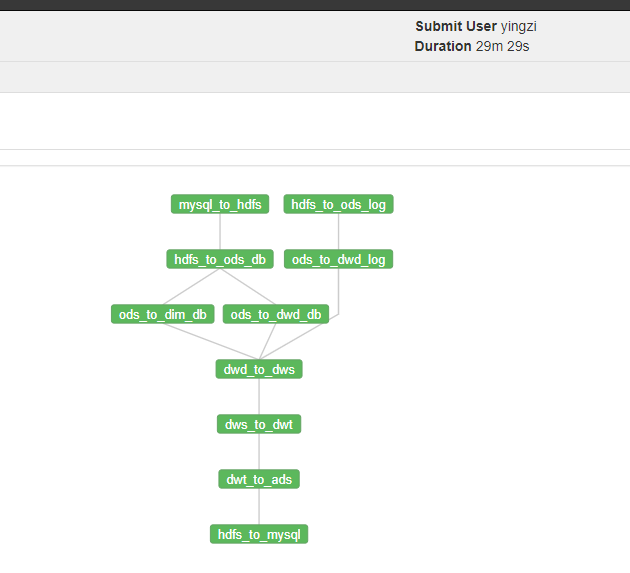 Submit User yingzi
Duration 29m 29s
mysql_to_hdfs hdfs_to_ods_log
hdfs_to_ods_db ods_to_dwd_log
ods_to_dim_db ods_to_dwd_db
dwd_to_dws
dws_to_dwt
dwt_to_ads
hdfs_to_mysql